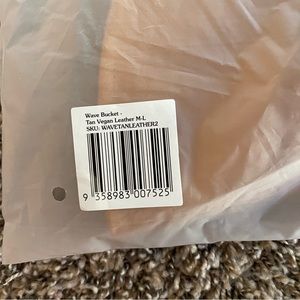 Wave Bucket -
Tan Vegan Leather M-L
SKU: WAVETANLEATHER2
9 358983 007525